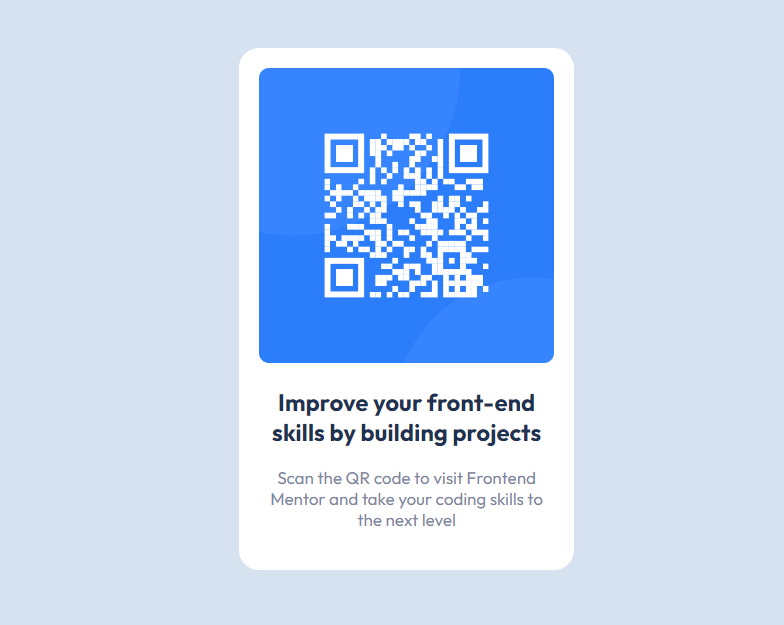 Improve your front-end
skills by building projects
Scan the QR code to visit Frontend
Mentor and take your coding skills to
the next level